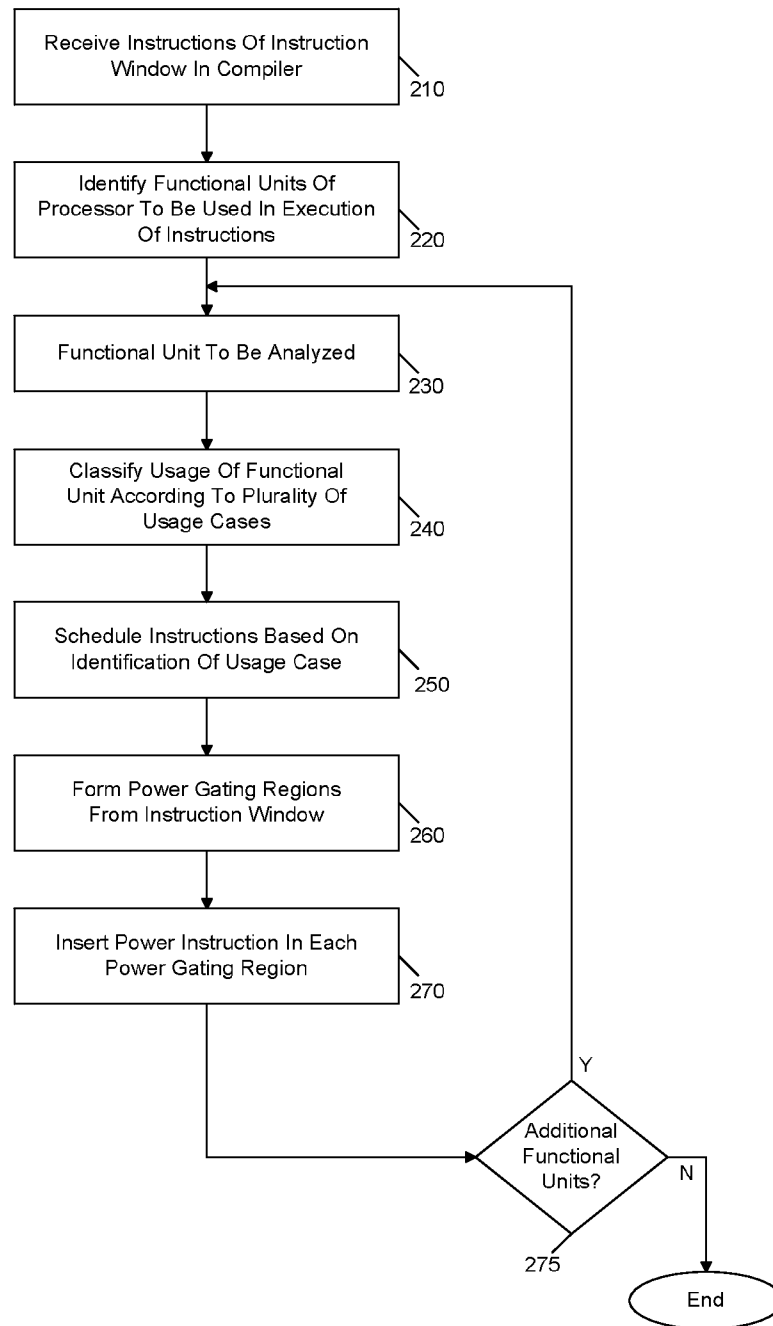 Receive Instructions Of Instruction
Window In Compiler
210
Identify Functional Units Of
Processor To Be Used In Execution
Of Instructions
220
Functional Unit To Be Analyzed
230
Classify Usage Of Functional
Unit According To Plurality Of
Usage Cases
240
Schedule Instructions Based On
Identification Of Usage Case
250
Form Power Gating Regions
From Instruction Window
260
Insert Power Instruction In Each
Power Gating Region
270
Y
Additional
Functional
Units?
N
275
End